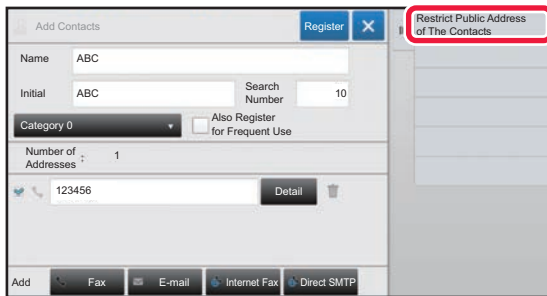 Add Contacts
Register
Restrict Public Address
of The Contacts
Name
ABC
Initial
ABC
Search
Number
10
Category 0
Also Register
for Frequent Use
Number of
Addresses
:
1
123456
Detail
Add
Fax
E-mail
Internet Fax
Direct SMTP